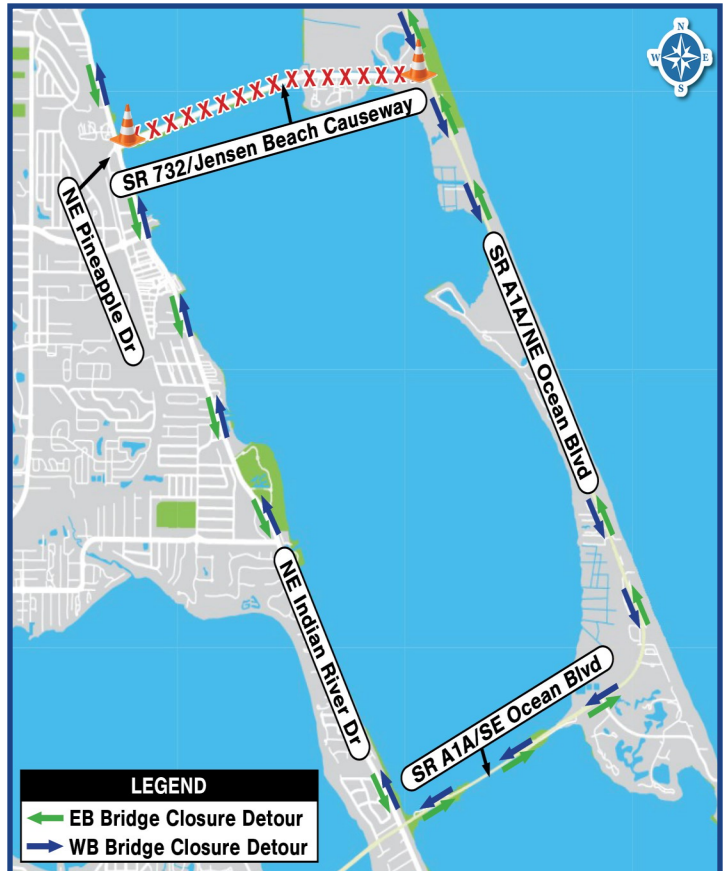 N
W E
S
SR 732/Jensen Beach Causeway
NE Pineapple Dr
SR A1A/NE Ocean Blvd
NE Indian River Dr
SR A1A/SE Ocean Blvd
LEGEND
EB Bridge Closure Detour
WB Bridge Closure Detour